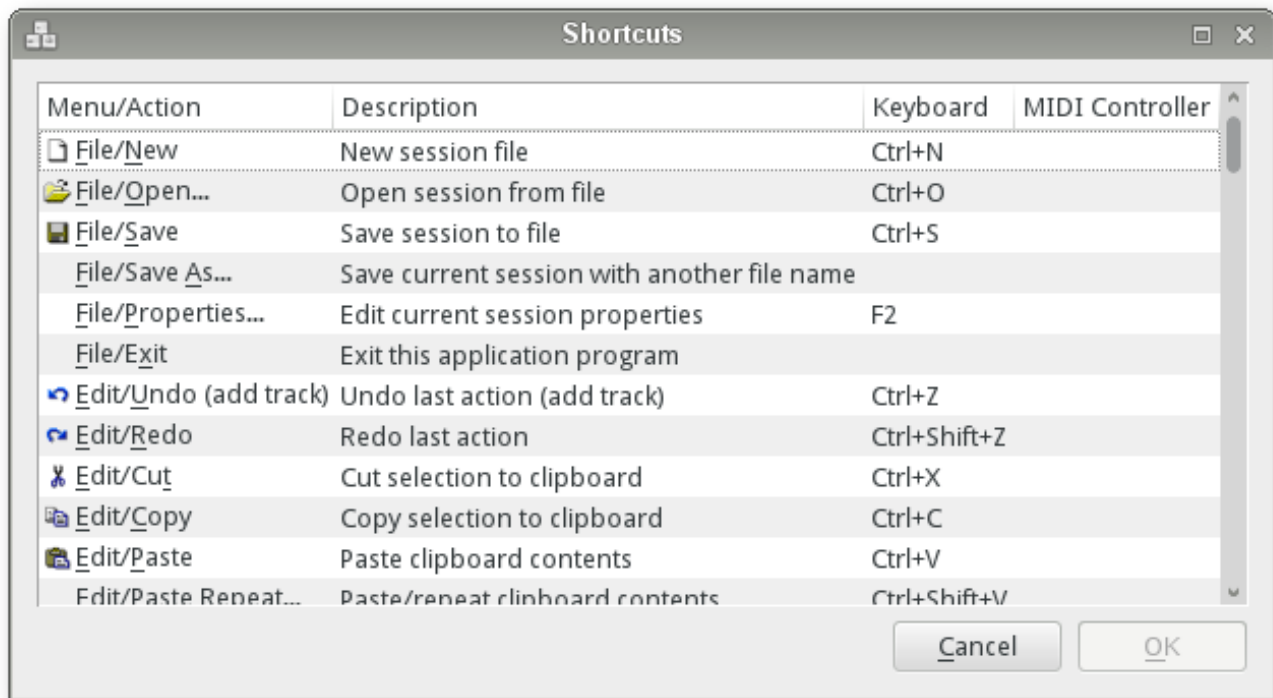 Shortcuts
Menu/Action Description Keyboard MIDI Controller
File/New New session file Ctrl+N
File/Open... Open session from file Ctrl+O
File/Save Save session to file Ctrl+S
File/Save As... Save current session with another file name
File/Properties... Edit current session properties F2
File/Exit Exit this application program
Edit/Undo (add track) Undo last action (add track) Ctrl+Z
Edit/Redo Redo last action Ctrl+Shift+Z
Edit/Cut Cut selection to clipboard Ctrl+X
Edit/Copy Copy selection to clipboard Ctrl+C
Edit/Paste Paste clipboard contents Ctrl+V
Edit/Paste Repeat... Paste/repeat clipboard contents Ctrl+Shift+V
Cancel OK